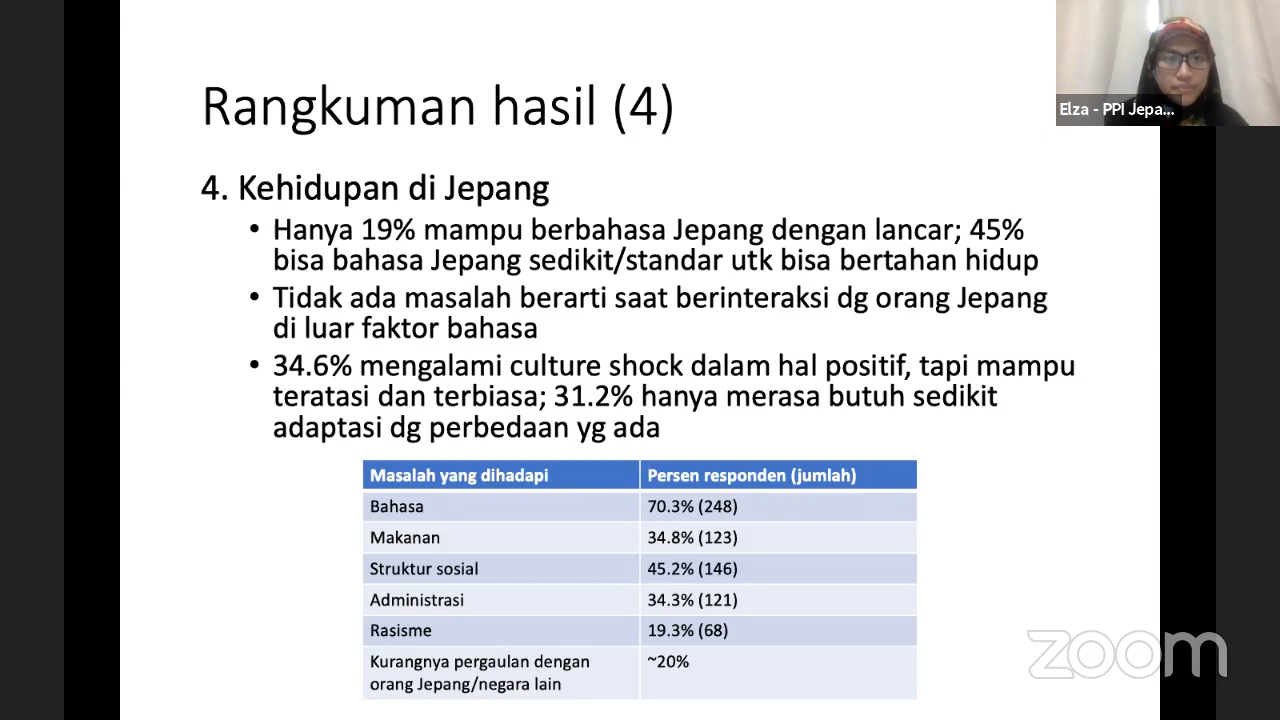 Rangkuman hasil (4)
Elza - PPI Jepa...
4. Kehidupan di Jepang
• Hanya 19% mampu berbahasa Jepang dengan lancar; 45%
bisa bahasa Jepang sedikit/standar utk bisa bertahan hidup
• Tidak ada masalah berarti saat berinteraksi dg orang Jepang
di luar faktor bahasa
• 34.6% mengalami culture shock dalam hal positif, tapi mampu
teratasi dan terbiasa; 31.2% hanya merasa butuh sedikit
adaptasi dg perbedaan yg ada
Masalah yang dihadapi Persen responden (jumlah)
Bahasa 70.3% (248)
Makanan 34.8% (123)
Struktur sosial 45.2% (146)
Administrasi 34.3% (121)
Rasisme 19.3% (68)
Kurangnya pergaulan dengan ~20%
orang Jepang/negara lain
zoom